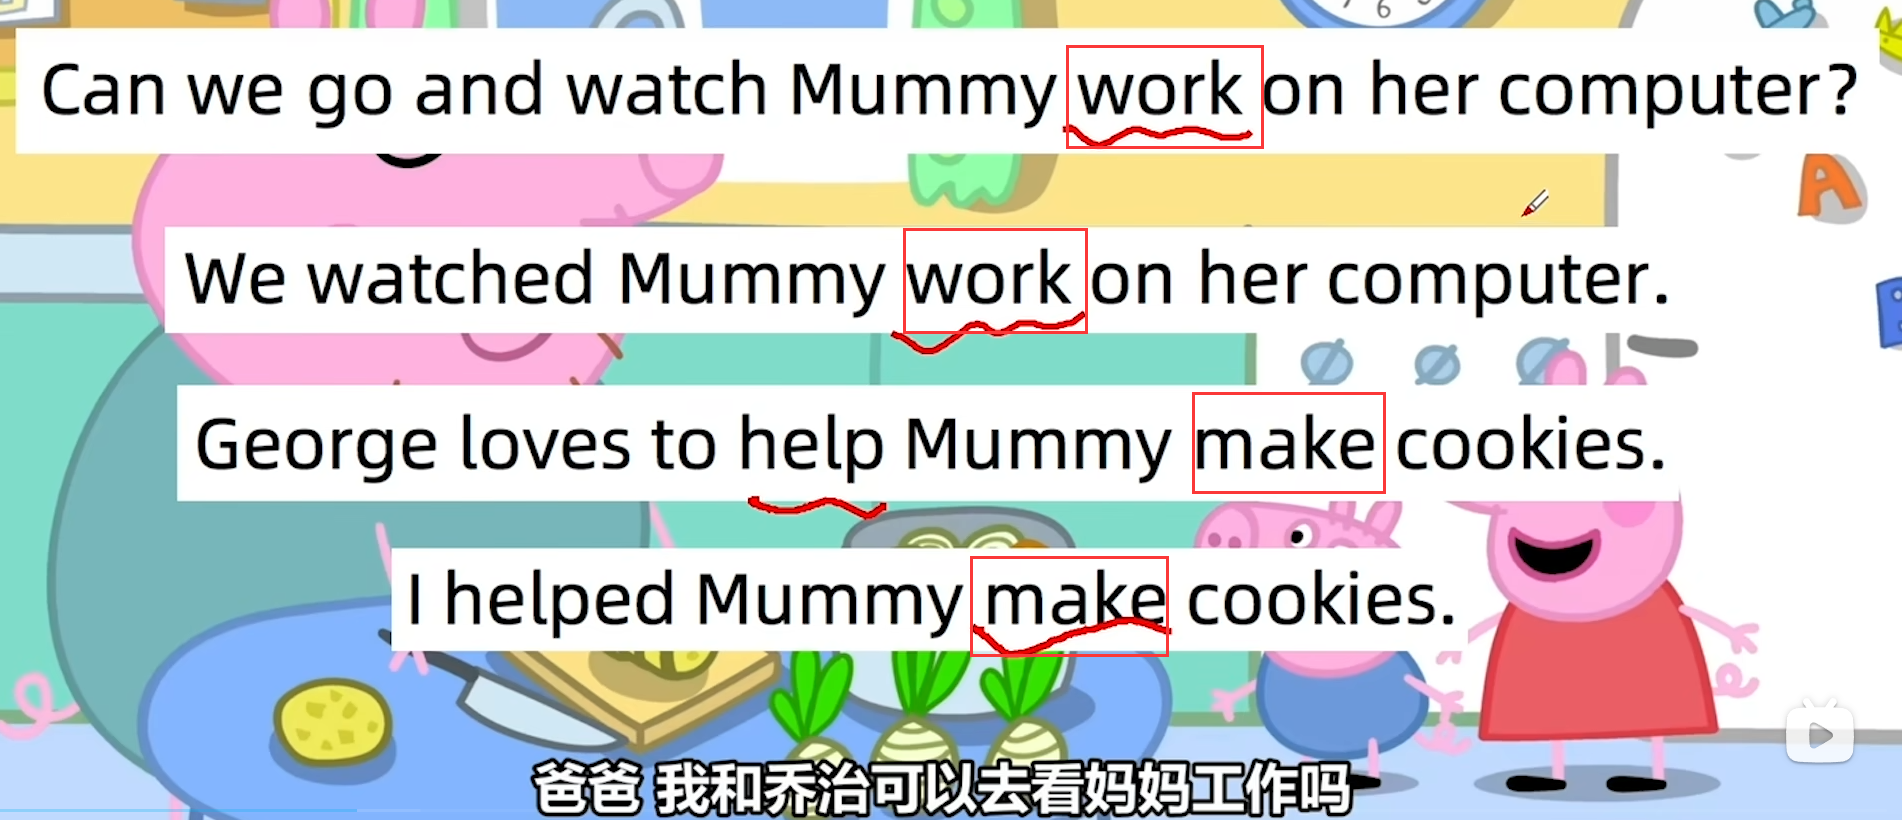 6
Can we go and watch Mummy work on her computer?
A
We watched Mummy work on her computer.
George loves to help Mummy make cookies.
I helped Mummy make cookies.
爸爸 我和乔治可以去看妈妈工作吗